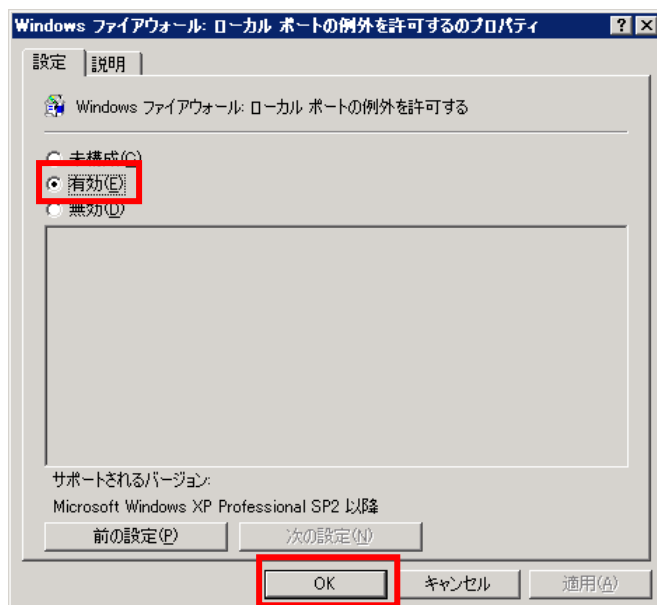 Windows ファイアウォール: ローカル ポートの例外を許可するのプロパティ
設定 説明
Windows ファイアウォール: ローカル ポートの例外を許可する
未構成(C)
有効(E)
無効(D)
サポートされるバージョン:
Microsoft Windows XP Professional SP2 以降
前の設定(P) 次の設定(N)
OK キャンセル 適用(A)